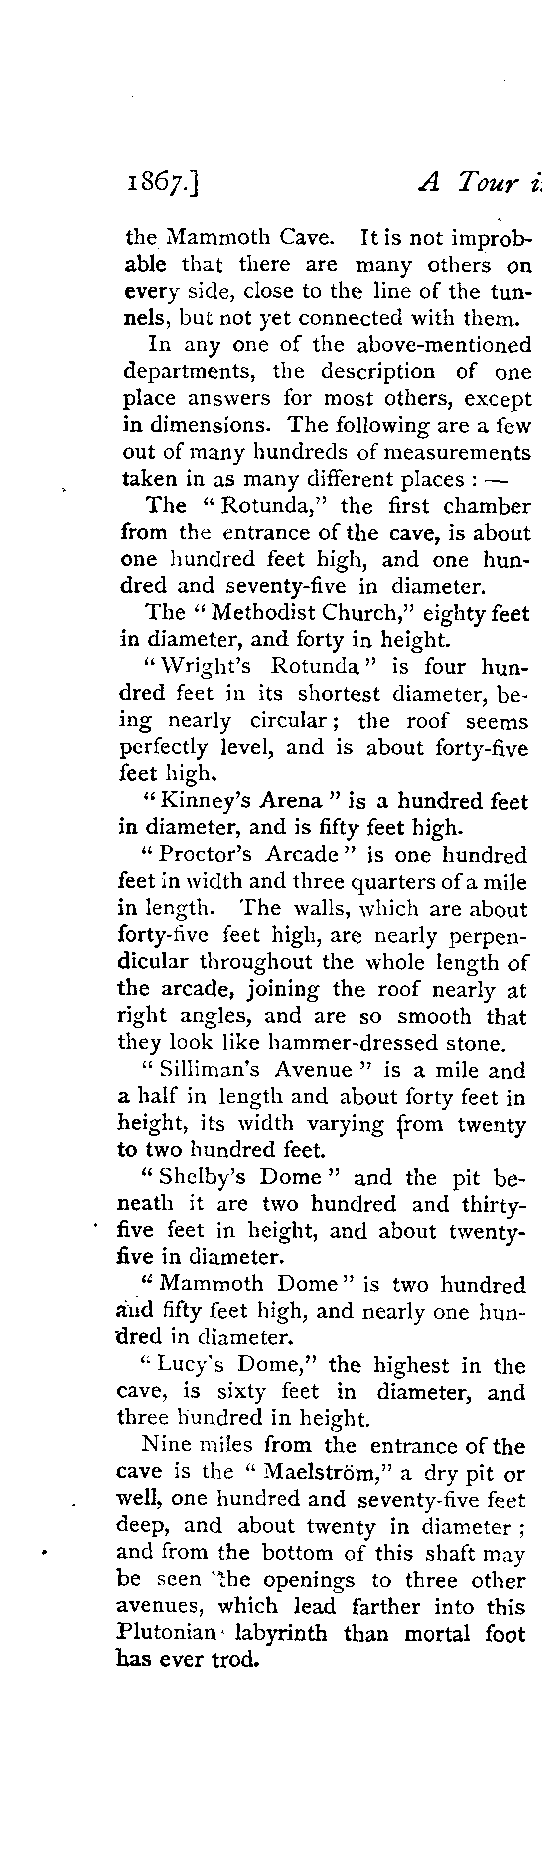 1867.] A Tour i
the Mammoth Cave. It is not improb-
able that there are many others on
every side, close to the line of the tun-
nels, but not yet connected with them.
In any one of the above-mentioned
departments, the description of one
place answers for most others, except
in dimensions. The following are a few
out of many hundreds of measurements
taken in as many different places : —
The " Rotunda," the first chamber
from the entrance of the cave, is about
one hundred feet high, and one hun-
dred and seventy-five in diameter.
The " Methodist Church," eighty feet
in diameter, and forty in height.
" Wright's Rotunda " is four hun-
dred feet in its shortest diameter, be-
ing nearly circular ; the roof seems
perfectly level, and is about forty-five
feet high.
" Kinney's Arena " is a hundred feet
in diameter, and is fifty feet high.
" Proctor's Arcade " is one hundred
feet in width and three quarters of a mile
in length. The walls, which are about
forty-five feet high, are nearly perpen-
dicular throughout the whole length of
the arcade, joining the roof nearly at
right angles, and are so smooth that
they look like hammer-dressed stone.
" Silliman's Avenue " is a mile and
a half in length and about forty feet in
height, its width varying from twenty
to two hundred feet.
" Shelby's Dome " and the pit be-
neath it are two hundred and thirty-
five feet in height, and about twenty-
five in diameter.
" Mammoth Dome " is two hundred
and fifty feet high, and nearly one hun-
dred in diameter.
" Lucy's Dome," the highest in the
cave, is sixty feet in diameter, and
three hundred in height.
Nine miles from the entrance of the
cave is the " Maelström," a dry pit or
well, one hundred and seventy-five feet
deep, and about twenty in diameter ;
and from the bottom of this shaft may
be seen the openings to three other
avenues, which lead farther into this
Plutonian labyrinth than mortal foot
has ever trod.